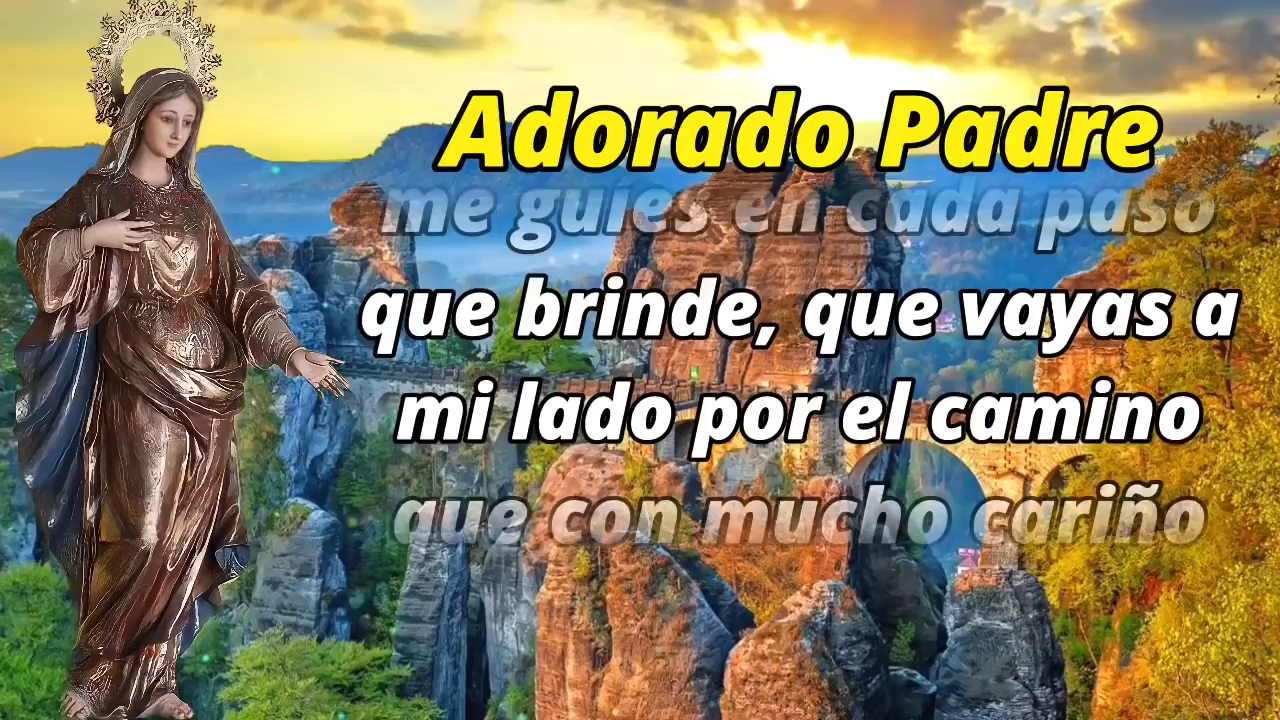 Adorado Padre
me guíes en cada paso
que brinde, que vayas a
mi lado por el camino
que con mucho cariño